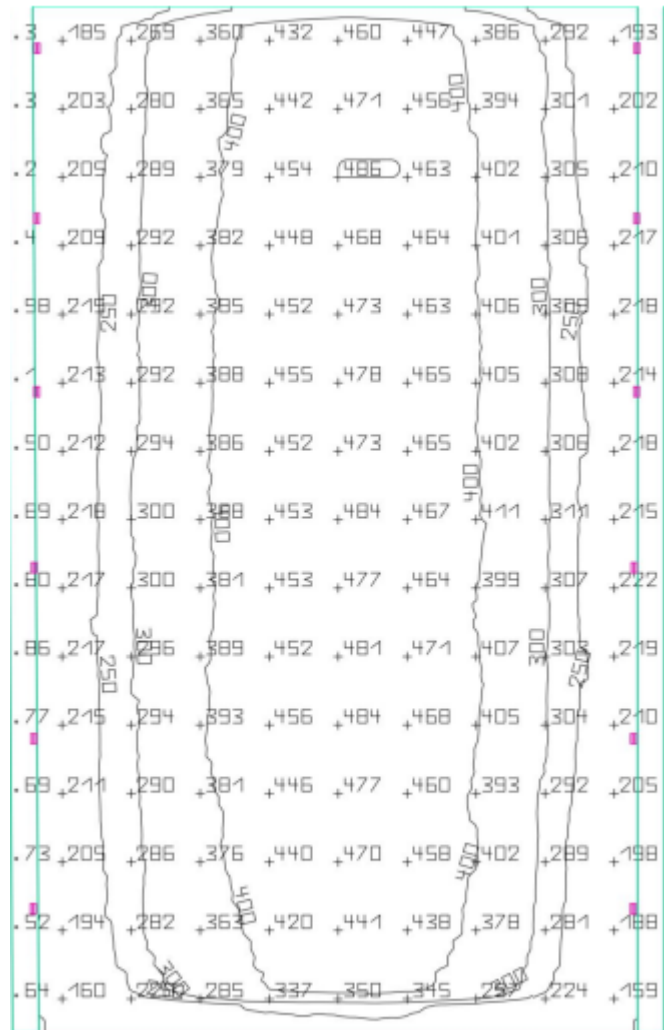 .3 +185 +269 +360 +432 +460 +447 +386 +292 +193
.3 +203 +280 +365 +442 +471 +456 +394 +301 +202
400
400
.2 +209 +289 +379 +454 +486 +463 +402 +305 +210
.4 +209 +292 +382 +448 +468 +464 +401 +308 +217
300
300
.98 +215 +292 +385 +452 +473 +463 +406 +309 +218
250
250
.1 +213 +292 +388 +455 +478 +465 +405 +308 +214
.90 +212 +294 +386 +452 +473 +465 +402 +306 +218
400
.89 +218 +300 +388 +453 +484 +467 +411 +311 +215
400
.80 +217 +300 +381 +453 +477 +464 +399 +307 +222
300
300
.86 +217 +296 +389 +452 +481 +471 +407 +303 +219
250
250
.77 +215 +294 +393 +456 +484 +468 +405 +304 +210
.69 +211 +290 +381 +446 +477 +460 +393 +292 +205
.73 +205 +286 +376 +440 +470 +458 +402 +289 +198
400
400
.52 +194 +282 +363 +420 +441 +438 +378 +281 +188
300
300
.64 +160 +285 +337 +350 +345 +224 +159